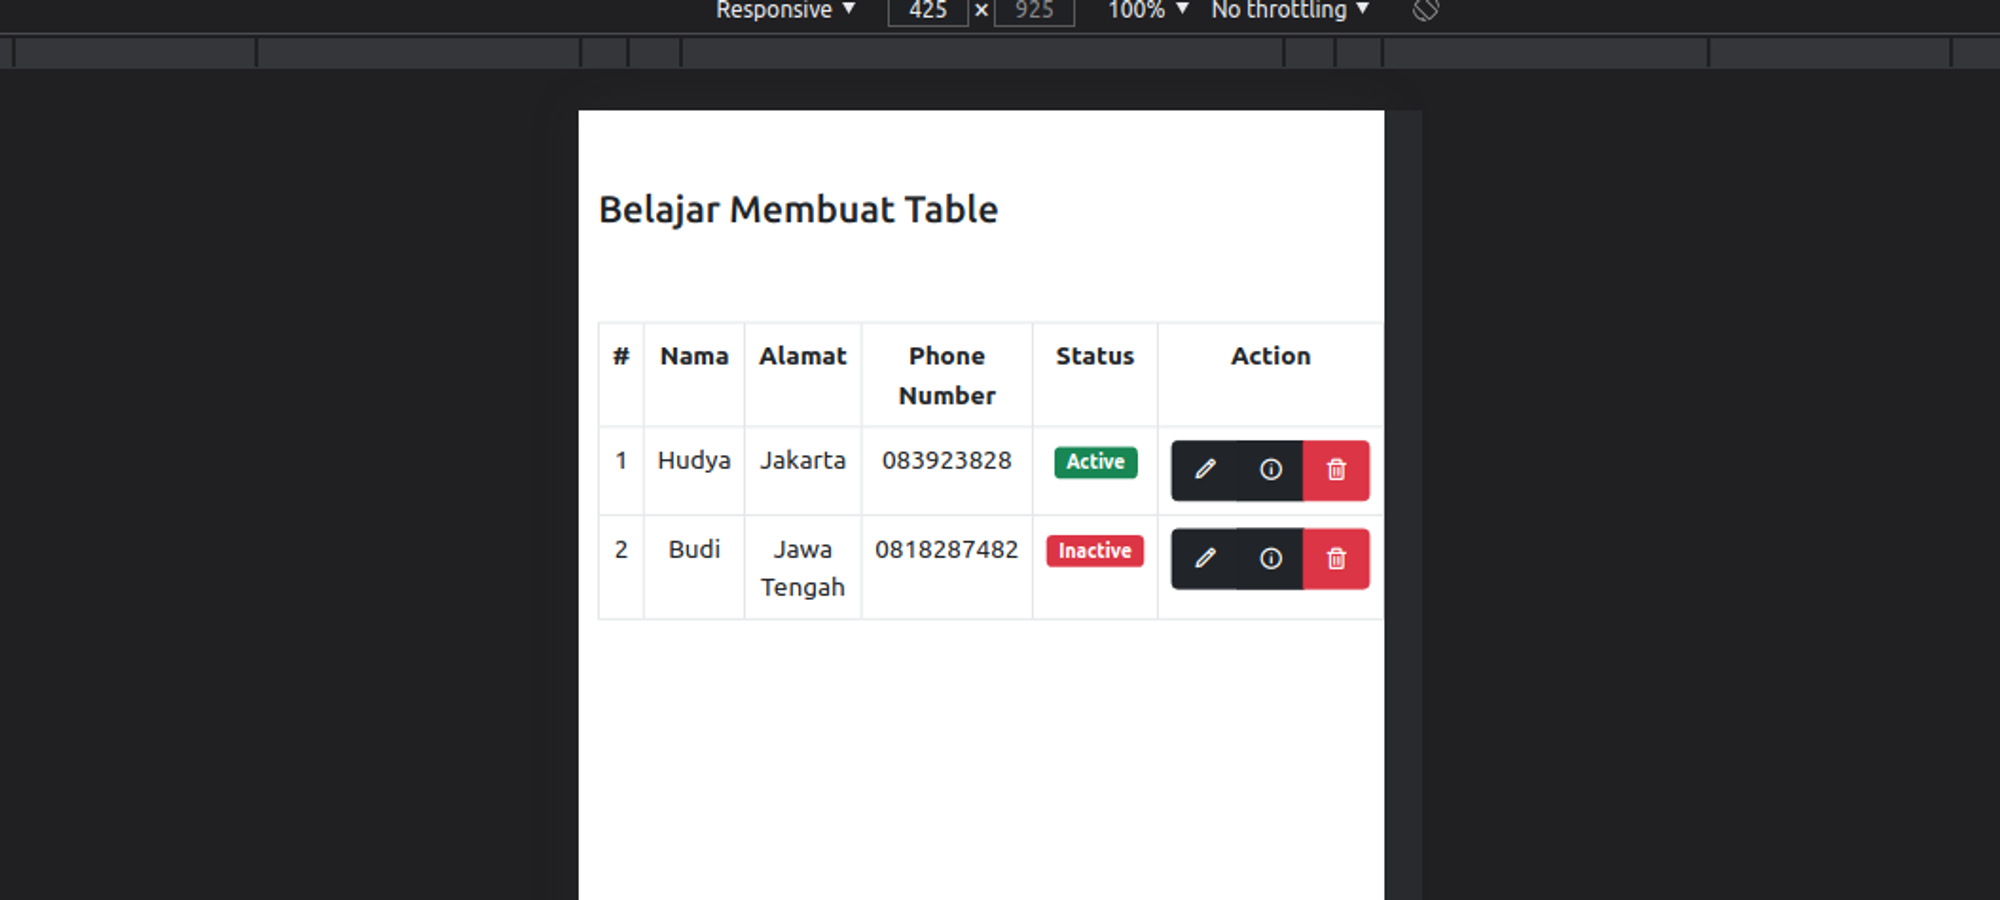 Responsive 425 × 925 100% No throttling
Belajar Membuat Table
# Nama Alamat Phone Number Status Action
1 Hudya Jakarta 083923828 Active
2 Budi Jawa Tengah 0818287482 Inactive